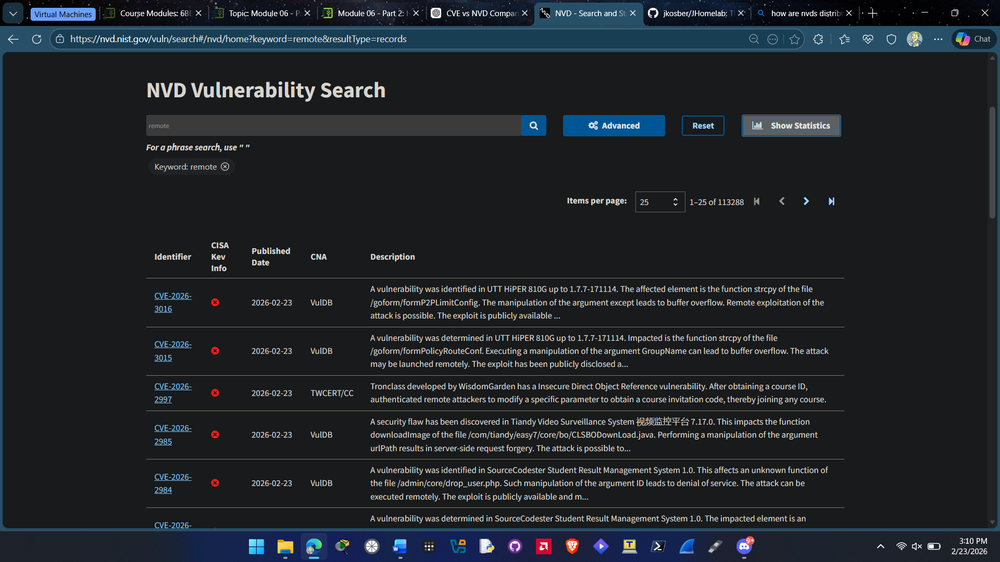 Virtual Machines
Course Modules: 6BE
Topic: Module 06 - P
Module 06 - Part 2: H
CVE vs NVD Compan
NVD - Search and St
jkosber/JHomelab: Th
how are nvds distribu
https://nvd.nist.gov/vuln/search#/nvd/home?keyword=remote&resultType=records
Chat
NVD Vulnerability Search
remote
Advanced
Reset
Show Statistics
For a phrase search, use " "
Keyword: remote
Items per page:
25
1–25 of 113288
Identifier
CISA
Kev
Info
Published
Date
CNA
Description
CVE-2026-
3016
2026-02-23
VulDB
A vulnerability was identified in UTT HiPER 810G up to 1.7.7-171114. The affected element is the function strcpy of the file
/goform/formP2PLimitConfig. The manipulation of the argument except leads to buffer overflow. Remote exploitation of the
attack is possible. The exploit is publicly available ...
CVE-2026-
3015
2026-02-23
VulDB
A vulnerability was determined in UTT HiPER 810G up to 1.7.7-171114. Impacted is the function strcpy of the file
/goform/formPolicyRouteConf. Executing a manipulation of the argument GroupName can lead to buffer overflow. The attack
may be launched remotely. The exploit has been publicly disclosed a...
CVE-2026-
2997
2026-02-23
TWCERT/CC
Tronclass developed by WisdomGarden has a Insecure Direct Object Reference vulnerability. After obtaining a course ID,
authenticated remote attackers to modify a specific parameter to obtain a course invitation code, thereby joining any course.
CVE-2026-
2985
2026-02-23
VulDB
A security flaw has been discovered in Tiandy Video Surveillance System 视频监控平台 7.17.0. This impacts the function
downloadImage of the file /com/tiandy/easy7/core/bo/CLSBODownLoad.java. Performing a manipulation of the argument
urlPath results in server-side request forgery. The attack is possible to...
CVE-2026-
2984
2026-02-23
VulDB
A vulnerability was identified in SourceCodester Student Result Management System 1.0. This affects an unknown function of
the file /admin/core/drop_user.php. Such manipulation of the argument ID leads to denial of service. The attack can be
executed remotely. The exploit is publicly available and m...
CVE-2026-
A vulnerability was determined in SourceCodester Student Result Management System 1.0. The impacted element is an
9+
3:10 PM
2/23/2026